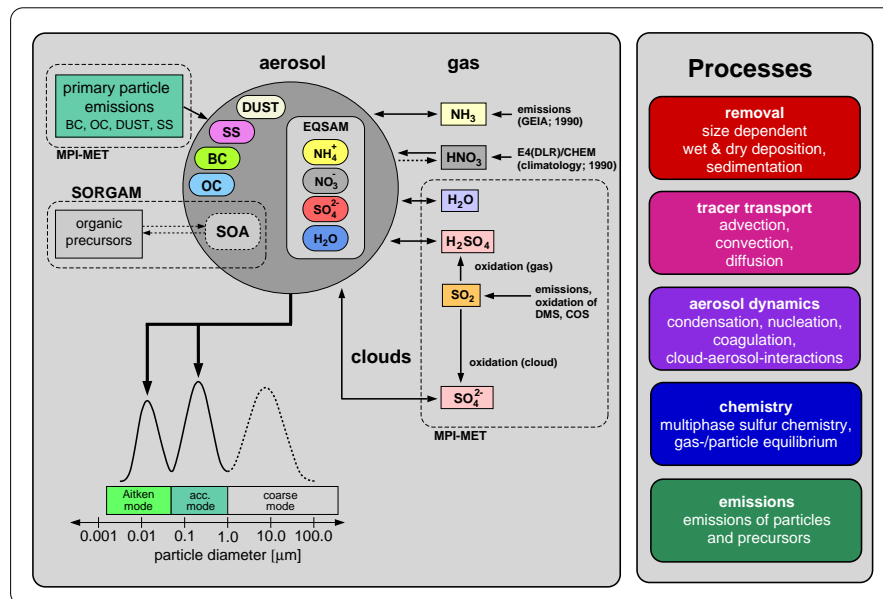 aerosol
gas
primary particle
emissions
BC, OC, DUST, SS
MPI-MET
DUST
SS
BC
OC
EQSAM
NH₄⁺
NO₃⁻
SO₄²⁻
H₂O
SORGAM
organic
precursors
SOA
NH₃
emissions
(GEIA; 1990)
HNO₃
E4(DLR)/CHEM
(climatology; 1990)
H₂O
H₂SO₄
oxidation (gas)
SO₂
emissions,
oxidation of
DMS, COS
clouds
oxidation (cloud)
SO₄²⁻
MPI-MET
Aitken
mode
acc.
mode
coarse
mode
0.001 0.01 0.1 1.0 10.0 100.0
particle diameter [µm]
Processes
removal
size dependent
wet & dry deposition,
sedimentation
tracer transport
advection,
convection,
diffusion
aerosol dynamics
condensation, nucleation,
coagulation,
cloud-aerosol-interactions
chemistry
multiphase sulfur chemistry,
gas-/particle equilibrium
emissions
emissions of particles
and precursors